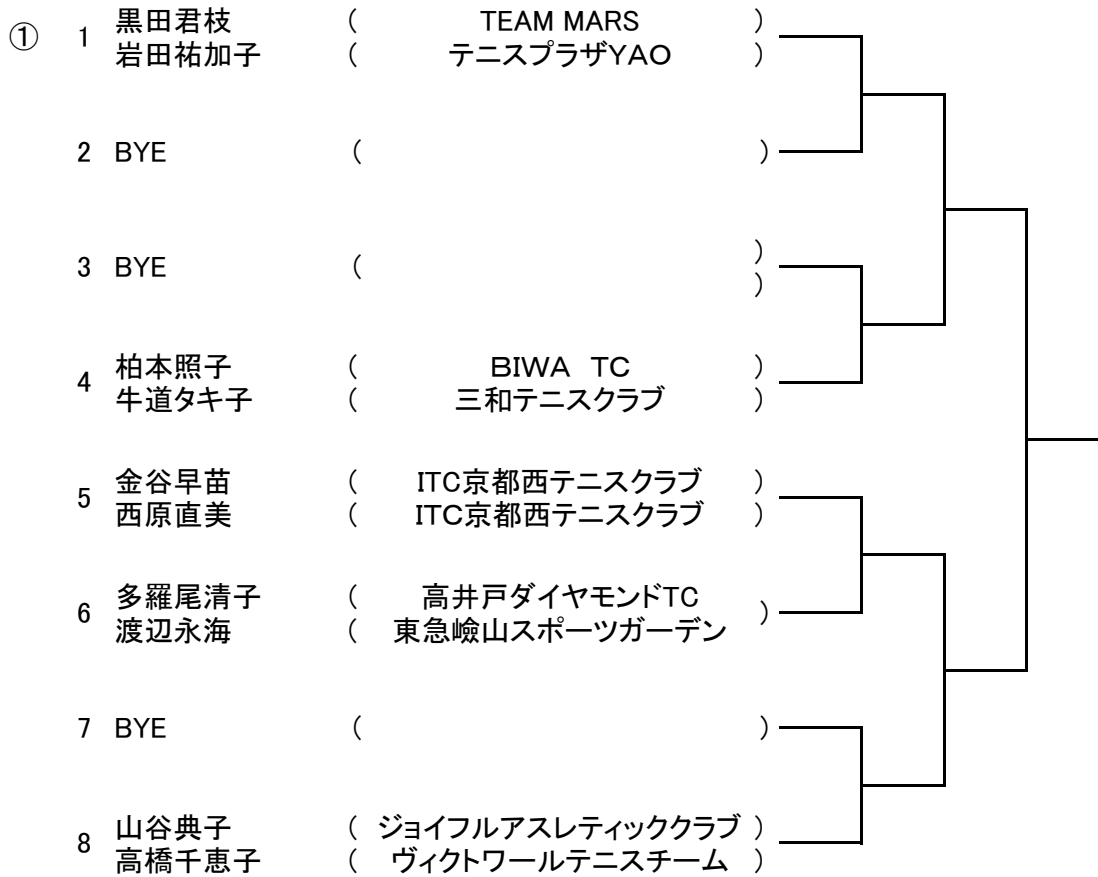 ① 1 黒田君枝 ( TEAM MARS )
岩田祐加子 ( テニスプラザYAO )
2 BYE ( )
3 BYE ( )
)
4 柏本照子 ( BIWA TC )
牛道タキ子 ( 三和テニスクラブ )
5 金谷早苗 ( ITC京都西テニスクラブ )
西原直美 ( ITC京都西テニスクラブ )
6 多羅尾清子 ( 高井戸ダイヤモンドTC )
渡辺永海 ( 東急嶮山スポーツガーデン
7 BYE ( )
8 山谷典子 ( ジョイフルアスレティッククラブ )
高橋千恵子 ( ヴィクトワールテニスチーム )